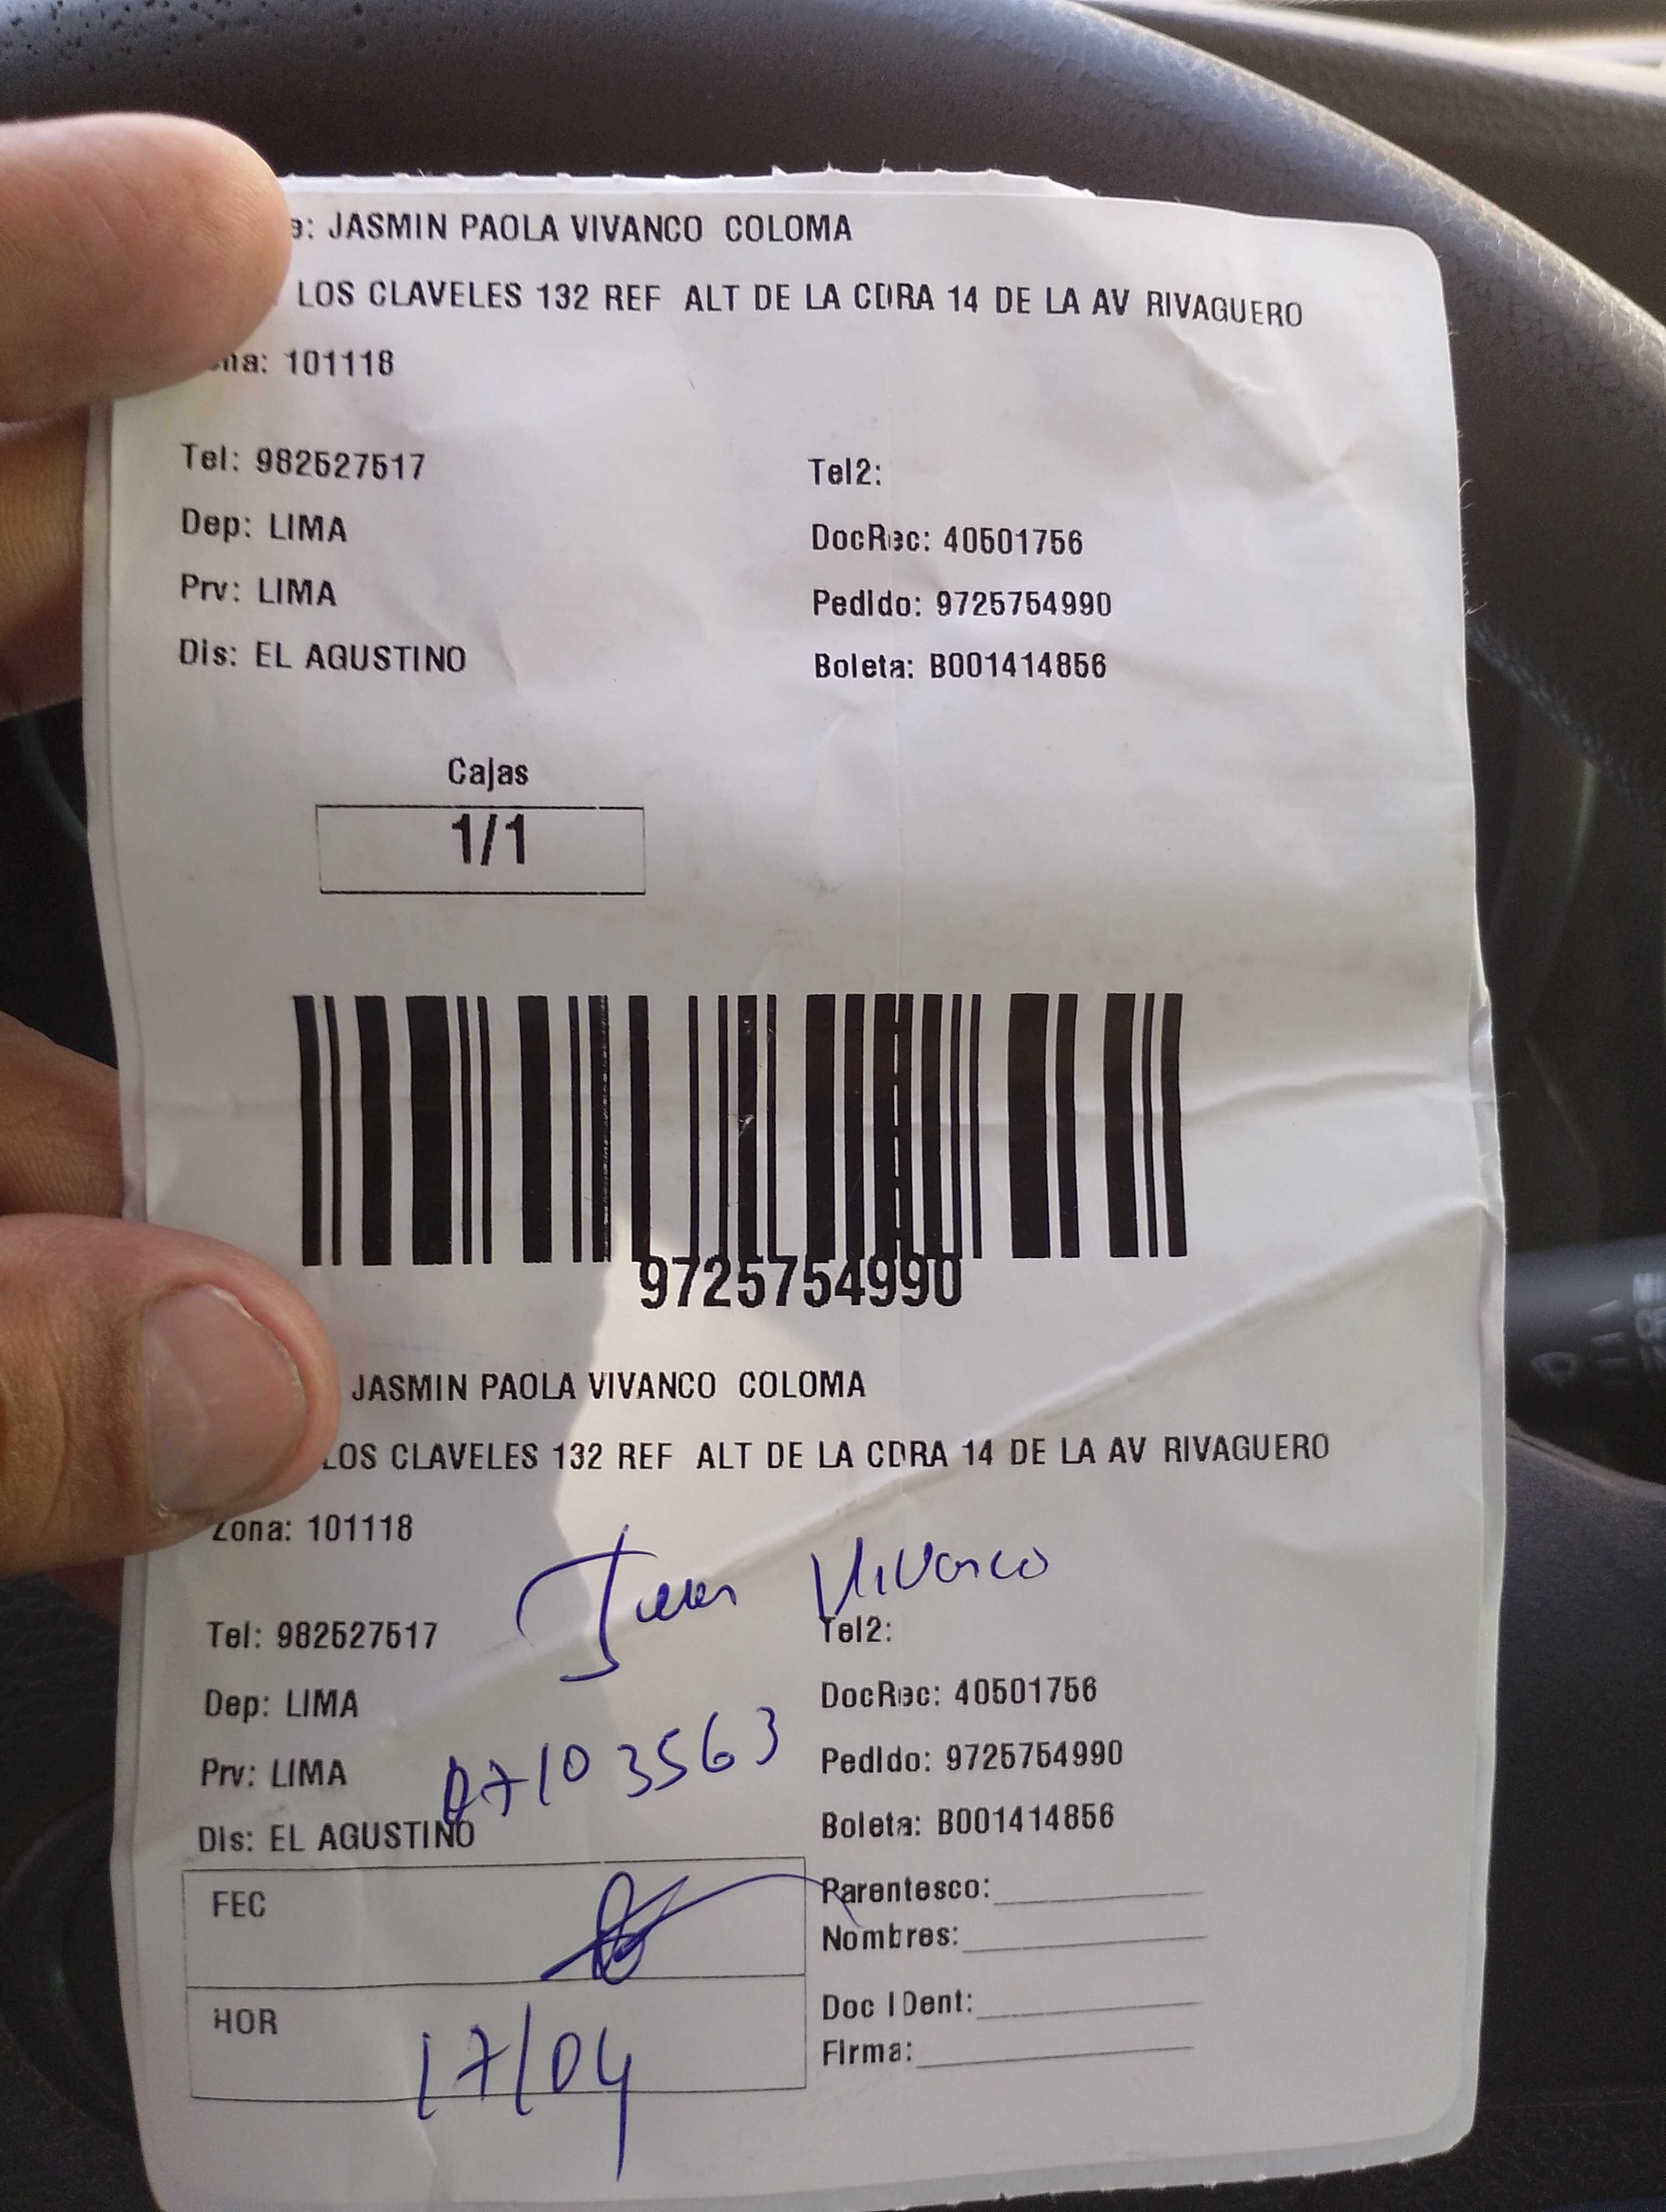 : JASMIN PAOLA VIVANCO COLOMA
LOS CLAVELES 132 REF ALT DE LA CDRA 14 DE LA AV RIVAGUERO
na: 101118
Tel: 982527517 Tel2:
Dep: LIMA DocRec: 40501756
Prv: LIMA Pedido: 9725754990
Dis: EL AGUSTINO Boleta: B001414856
Cajas
1/1
9725754990
JASMIN PAOLA VIVANCO COLOMA
LOS CLAVELES 132 REF ALT DE LA CDRA 14 DE LA AV RIVAGUERO
Zona: 101118
Vivanco
Tel: 982527517 Tel2:
Dep: LIMA DocRec: 40501756
Prv: LIMA 07103563 Pedido: 9725754990
Dis: EL AGUSTINO Boleta: B001414856
FEC Parentesco:
Nombres:
HOR 17/04 Doc IDent:
Firma: